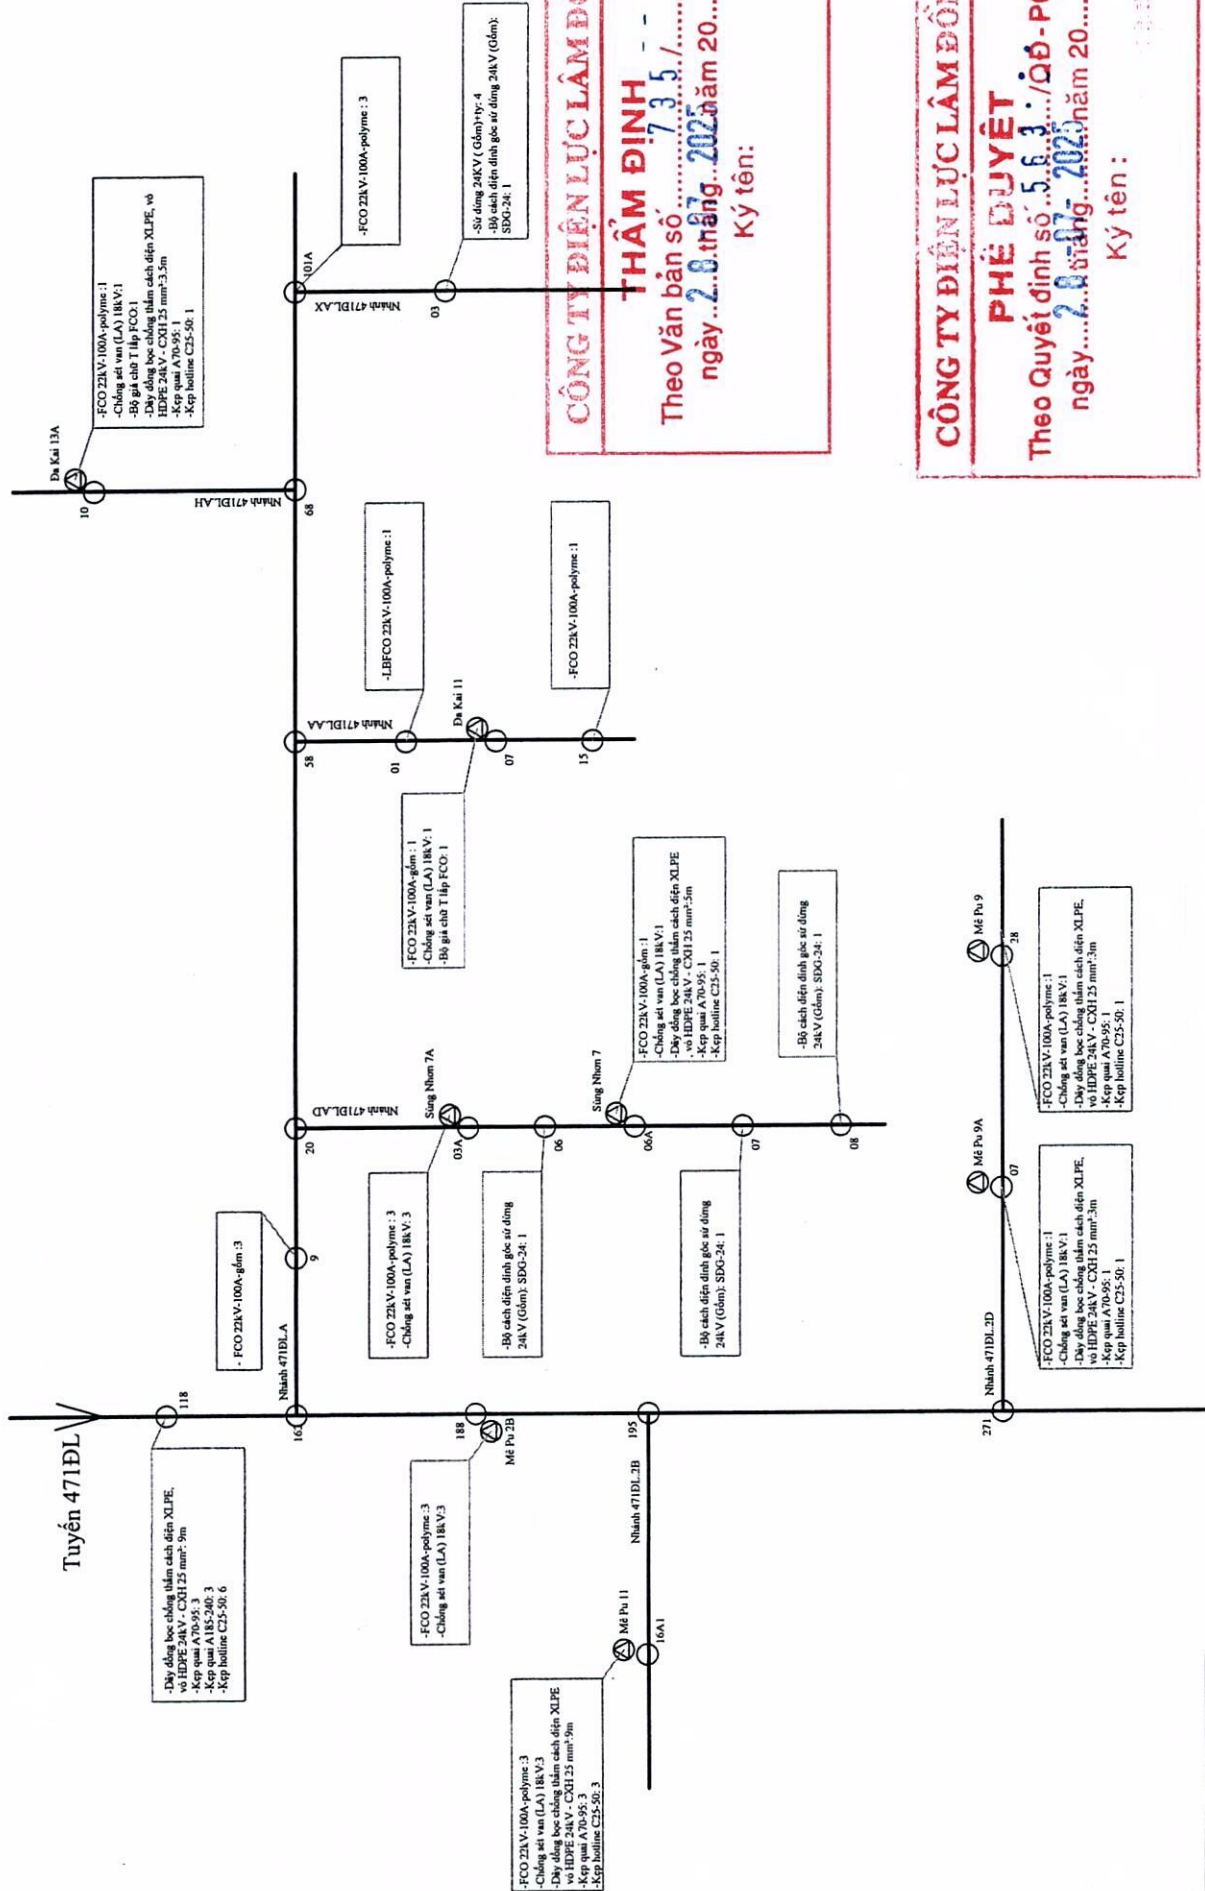 Tuyến 471ĐL
-Dây đồng bọc chống thấm cách điện XLPE,
vỏ HDPE 24kV - CXH 25 mm²: 9m
-Kẹp quai A70-95: 3
-Kẹp quai A185-240: 3
-Kẹp hotline C25-50: 6
118
Nhánh 471ĐL.A
- FCO 22kV-100A-gốm :3
9
20
58
68
101A
-FCO 22kV-100A-polyme : 3
Đa Kai 13A
10
Nhánh 471ĐL.AH
-FCO 22kV-100A-polyme :1
-Chống sét van (LA) 18kV:1
-Bộ giá chữ T lắp FCO:1
-Dây đồng bọc chống thấm cách điện XLPE, vỏ
HDPE 24kV - CXH 25 mm²:3.5m
-Kẹp quai A70-95: 1
-Kẹp hotline C25-50: 1
Nhánh 471ĐL.AX
03
-Sứ đứng 24KV ( Gốm)+ty: 4
-Bộ cách điện đỉnh góc sứ đứng 24kV (Gốm):
SDG-24: 1
Nhánh 471ĐL.AA
01
-LBFCO 22kV-100A-polyme :1
Đa Kai 11
07
-FCO 22kV-100A-gốm : 1
-Chống sét van (LA) 18kV: 1
-Bộ giá chữ T lắp FCO: 1
15
-FCO 22kV-100A-polyme :1
Nhánh 471ĐL.AD
Sùng Nhơn 7A
03A
-FCO 22kV-100A-polyme : 3
-Chống sét van (LA) 18kV: 3
06
-Bộ cách điện đỉnh góc sứ đứng
24kV (Gốm): SDG-24: 1
Sùng Nhơn 7
06A
-FCO 22kV-100A-gốm :1
-Chống sét van (LA) 18kV:1
-Dây đồng bọc chống thấm cách điện XLPE
, vỏ HDPE 24kV - CXH 25 mm²:5m
-Kẹp quai A70-95: 1
-Kẹp hotline C25-50: 1
07
-Bộ cách điện đỉnh góc sứ đứng
24kV (Gốm): SDG-24: 1
08
-Bộ cách điện đỉnh góc sứ đứng
24kV (Gốm): SDG-24: 1
188
Mê Pu 2B
-FCO 22kV-100A-polyme :3
-Chống sét van (LA) 18kV:3
195
Nhánh 471ĐL.2B
Mê Pu 11
16A1
-FCO 22kV-100A-polyme :3
-Chống sét van (LA) 18kV:3
-Dây đồng bọc chống thấm cách điện XLPE
vỏ HDPE 24kV - CXH 25 mm²:9m
-Kẹp quai A70-95: 3
-Kẹp hotline C25-50: 3
271
Nhánh 471ĐL.2D
Mê Pu 9A
07
-FCO 22kV-100A-polyme :1
-Chống sét van (LA) 18kV:1
-Dây đồng bọc chống thấm cách điện XLPE,
vỏ HDPE 24kV - CXH 25 mm²:3m
-Kẹp quai A70-95: 1
-Kẹp hotline C25-50: 1
Mê Pu 9
28
-FCO 22kV-100A-polyme :1
-Chống sét van (LA) 18kV:1
-Dây đồng bọc chống thấm cách điện XLPE,
vỏ HDPE 24kV - CXH 25 mm²:3m
-Kẹp quai A70-95: 1
-Kẹp hotline C25-50: 1
CÔNG TY ĐIỆN LỰC LÂM
THẨM ĐỊNH
Theo Văn bản số 735/
ngày 28 -07- 2025 tháng năm 20
Ký tên:
CÔNG TY ĐIỆN LỰC LÂM
PHÊ DUYỆT
Theo Quyết định số 563/QĐ-
ngày 28 -07- 2025 tháng năm 20
Ký tên :